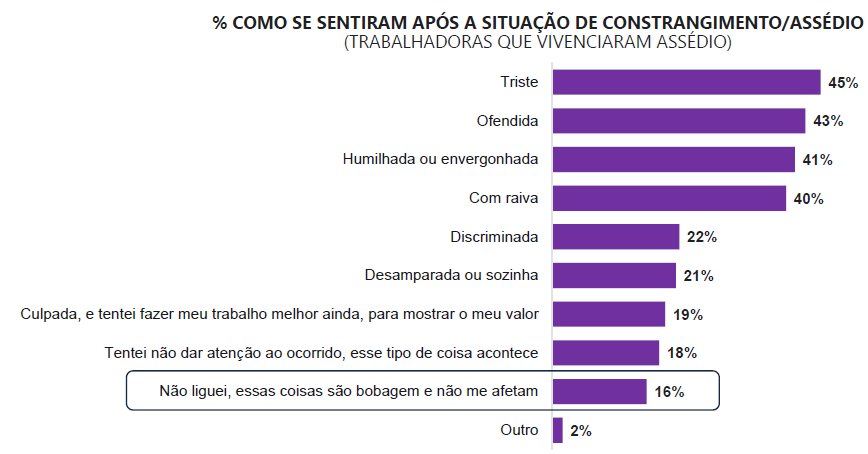 % COMO SE SENTIRAM APÓS A SITUAÇÃO DE CONSTRANGIMENTO/ASSÉDIO
(TRABALHADORAS QUE VIVENCIARAM ASSÉDIO)
Triste 45%
Ofendida 43%
Humilhada ou envergonhada 41%
Com raiva 40%
Discriminada 22%
Desamparada ou sozinha 21%
Culpada, e tentei fazer meu trabalho melhor ainda, para mostrar o meu valor 19%
Tentei não dar atenção ao ocorrido, esse tipo de coisa acontece 18%
Não liguei, essas coisas são bobagem e não me afetam 16%
Outro 2%